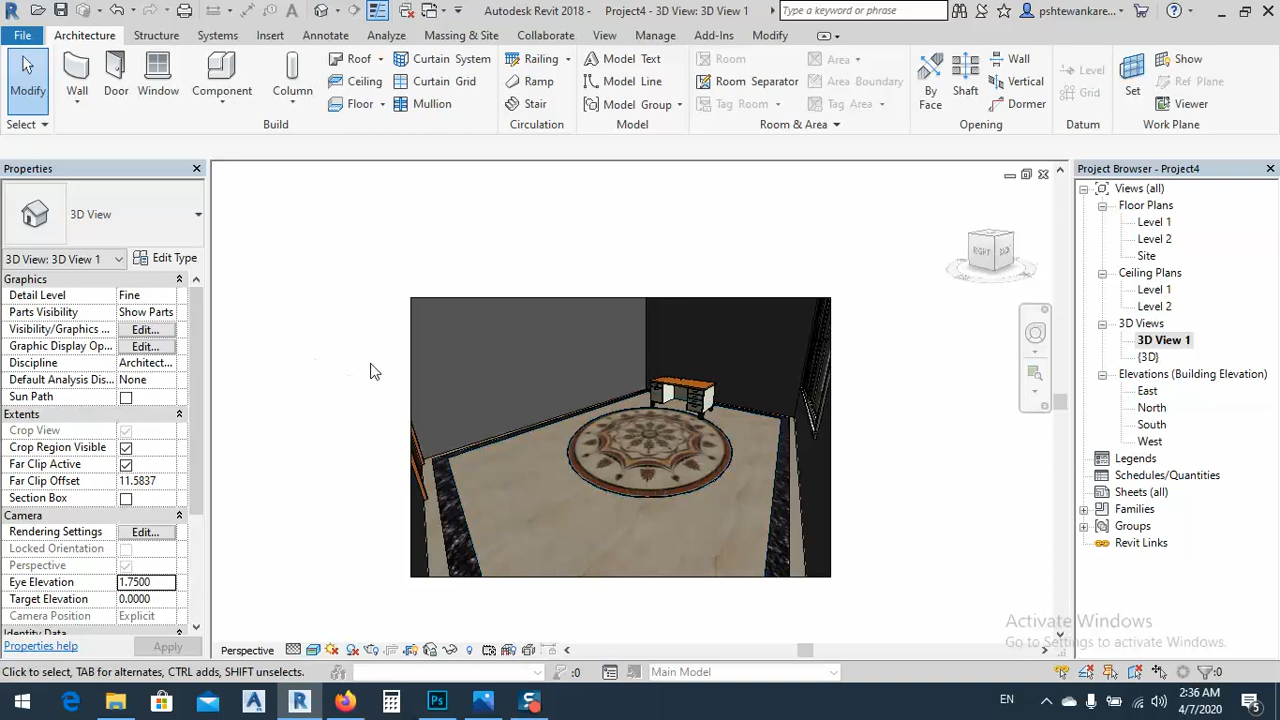 Autodesk Revit 2018 - Project4 - 3D View: 3D View 1
Type a keyword or phrase
pshtewankare...
File Architecture Structure Systems Insert Annotate Analyze Massing & Site Collaborate View Manage Add-Ins Modify
Modify
Wall
Door
Window
Component
Column
Roof
Ceiling
Floor
Curtain System
Curtain Grid
Mullion
Railing
Ramp
Stair
Model Text
Model Line
Model Group
Room
Room Separator
Tag Room
Area
Area Boundary
Tag Area
By Face
Shaft
Wall
Vertical
Dormer
Level
Grid
Set
Show
Ref Plane
Viewer
Select
Build
Circulation
Model
Room & Area
Opening
Datum
Work Plane
Properties
3D View
3D View: 3D View 1
Edit Type
Graphics
Detail Level Fine
Parts Visibility Show Parts
Visibility/Graphics ... Edit...
Graphic Display Op... Edit...
Discipline Architect...
Default Analysis Dis... None
Sun Path
Extents
Crop View
Crop Region Visible
Far Clip Active
Far Clip Offset 11.5837
Section Box
Camera
Rendering Settings Edit...
Locked Orientation
Perspective
Eye Elevation 1.7500
Target Elevation 0.0000
Camera Position Explicit
Identity Data
Properties help
Apply
RIGHT
BACK
Project Browser - Project4
Views (all)
Floor Plans
Level 1
Level 2
Site
Ceiling Plans
Level 1
Level 2
3D Views
3D View 1
{3D}
Elevations (Building Elevation)
East
North
South
West
Legends
Schedules/Quantities
Sheets (all)
Families
Groups
Revit Links
Activate Windows
Go to Settings to activate Windows.
Perspective
Click to select, TAB for alternates, CTRL adds, SHIFT unselects.
:0
Main Model
:0
EN
2:36 AM
4/7/2020
5